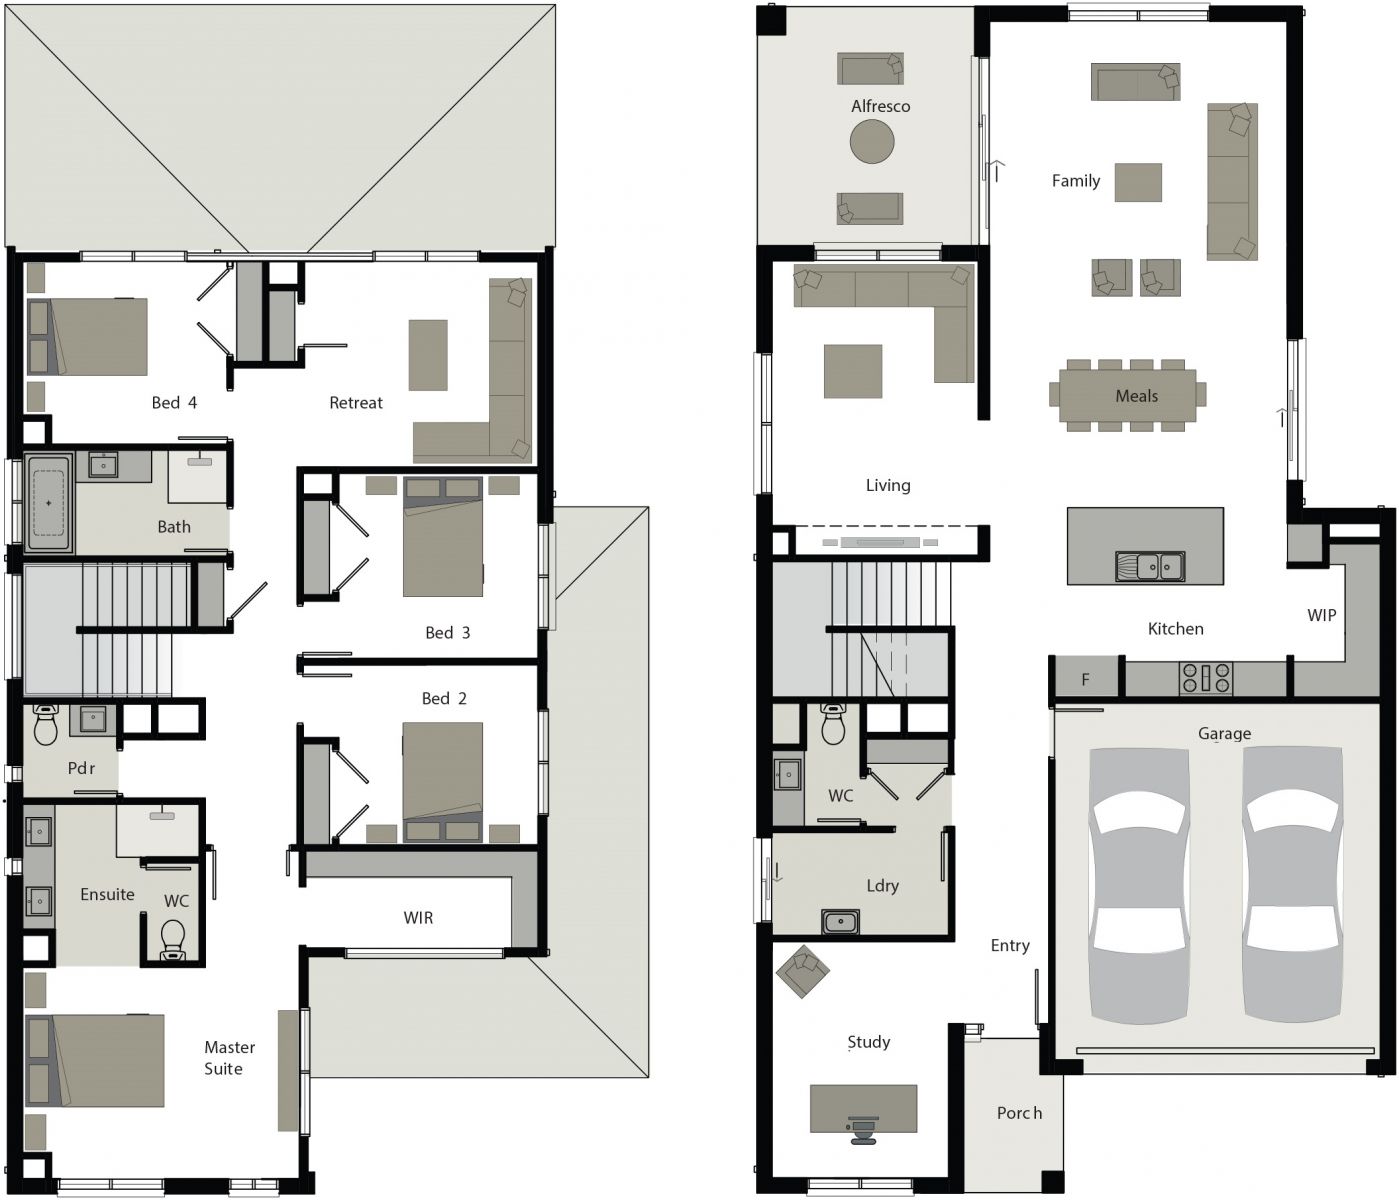 Bed 4
Retreat
Bath
Bed 3
Bed 2
Pdr
Ensuite
WC
WIR
Master
Suite
Alfresco
Family
Meals
Living
Kitchen
WIP
F
Garage
WC
Ldry
Entry
Study
Porch